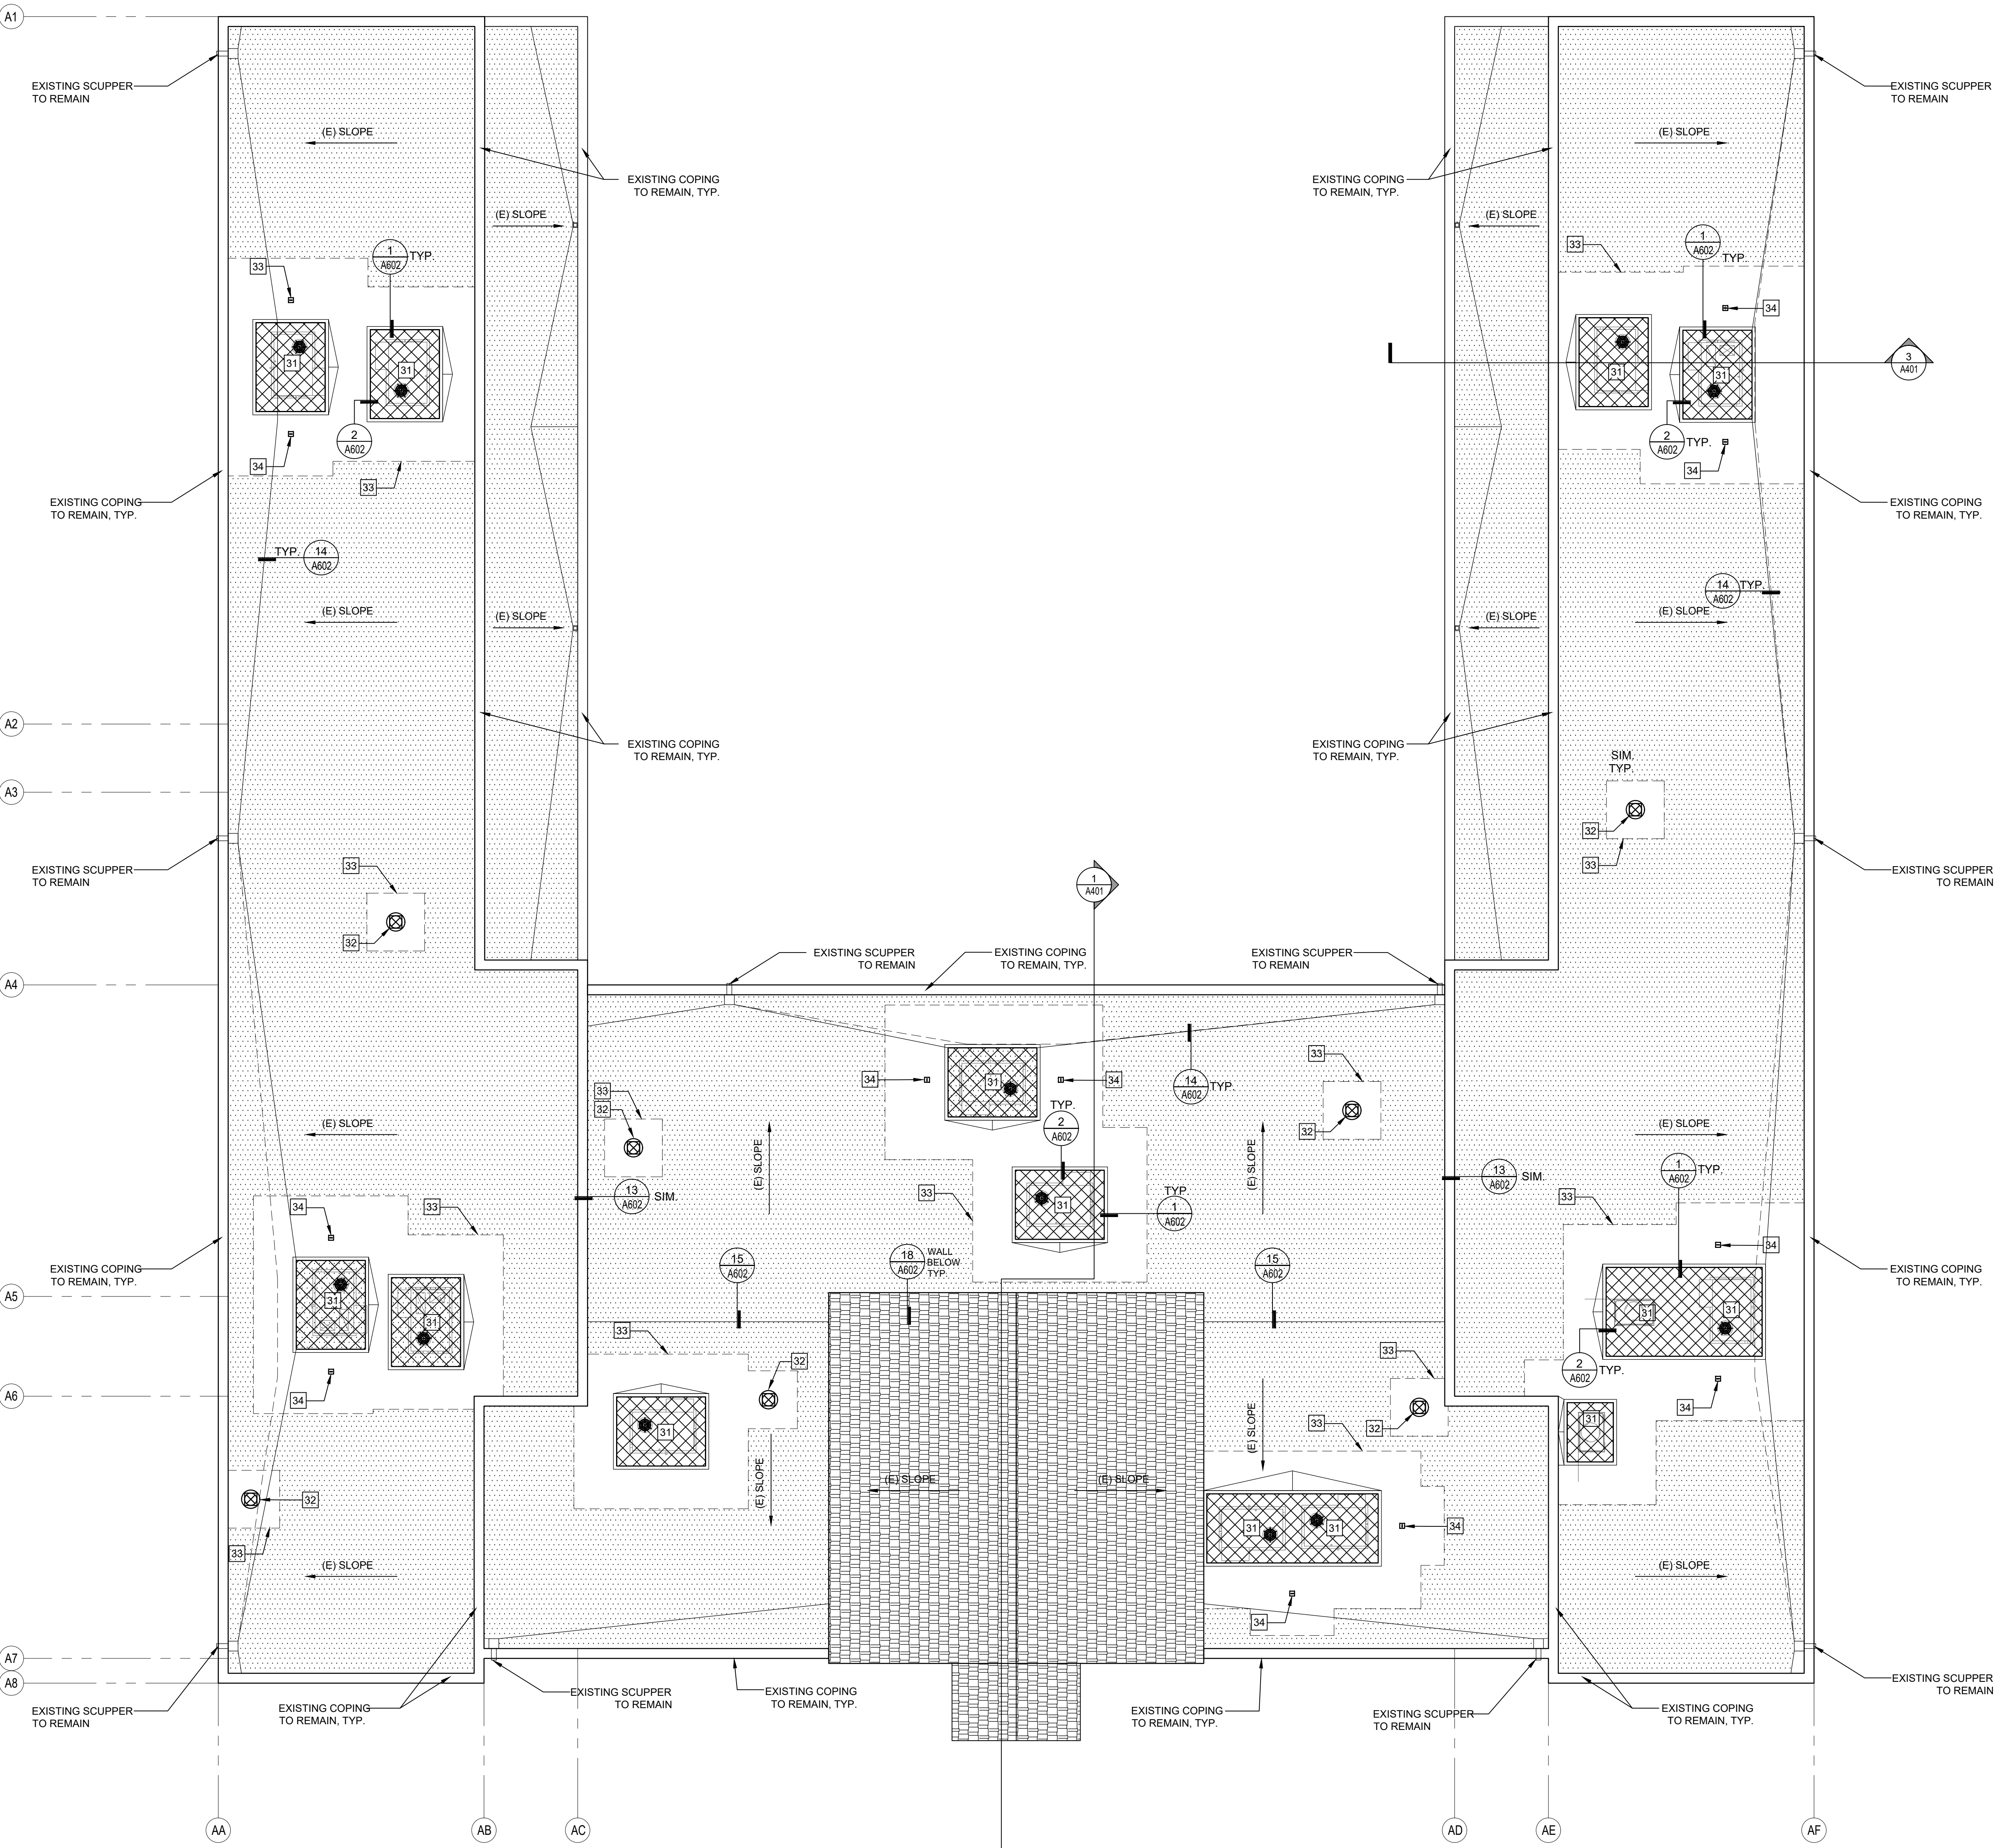 A1
EXISTING SCUPPER
TO REMAIN
EXISTING SCUPPER
TO REMAIN
(E) SLOPE
(E) SLOPE
EXISTING COPING
TO REMAIN, TYP.
EXISTING COPING
TO REMAIN, TYP.
(E) SLOPE
(E) SLOPE
1
A602
TYP.
33
33
1
A602
TYP.
34
31
31
31
31
3
A401
2
A602
34
33
2
A602
TYP.
34
EXISTING COPING
TO REMAIN, TYP.
EXISTING COPING
TO REMAIN, TYP.
TYP.
14
A602
14
A602
TYP.
(E) SLOPE
(E) SLOPE
(E) SLOPE
(E) SLOPE
A2
EXISTING COPING
TO REMAIN, TYP.
EXISTING COPING
TO REMAIN, TYP.
SIM.
TYP.
A3
32
33
EXISTING SCUPPER
TO REMAIN
33
32
1
A401
EXISTING SCUPPER
TO REMAIN
EXISTING SCUPPER
TO REMAIN
EXISTING COPING
TO REMAIN, TYP.
EXISTING SCUPPER
TO REMAIN
A4
33
32
34
31
34
14
A602
TYP.
33
32
TYP.
2
A602
(E) SLOPE
(E) SLOPE
(E) SLOPE
(E) SLOPE
13
A602
SIM.
33
31
TYP.
1
A602
13
A602
SIM.
1
A602
TYP.
34
33
33
34
EXISTING COPING
TO REMAIN, TYP.
15
A602
18
A602
WALL
BELOW
TYP.
15
A602
EXISTING COPING
TO REMAIN, TYP.
A5
31
31
31
31
33
32
33
2
A602
TYP.
34
A6
34
31
33
32
(E) SLOPE
31
(E) SLOPE
(E) SLOPE
(E) SLOPE
32
33
31
31
34
(E) SLOPE
(E) SLOPE
34
A7
A8
EXISTING SCUPPER
TO REMAIN
EXISTING COPING
TO REMAIN, TYP.
EXISTING SCUPPER
TO REMAIN
EXISTING COPING
TO REMAIN, TYP.
EXISTING COPING
TO REMAIN, TYP.
EXISTING SCUPPER
TO REMAIN
EXISTING COPING
TO REMAIN, TYP.
EXISTING SCUPPER
TO REMAIN
AA
AB
AC
AD
AE
AF